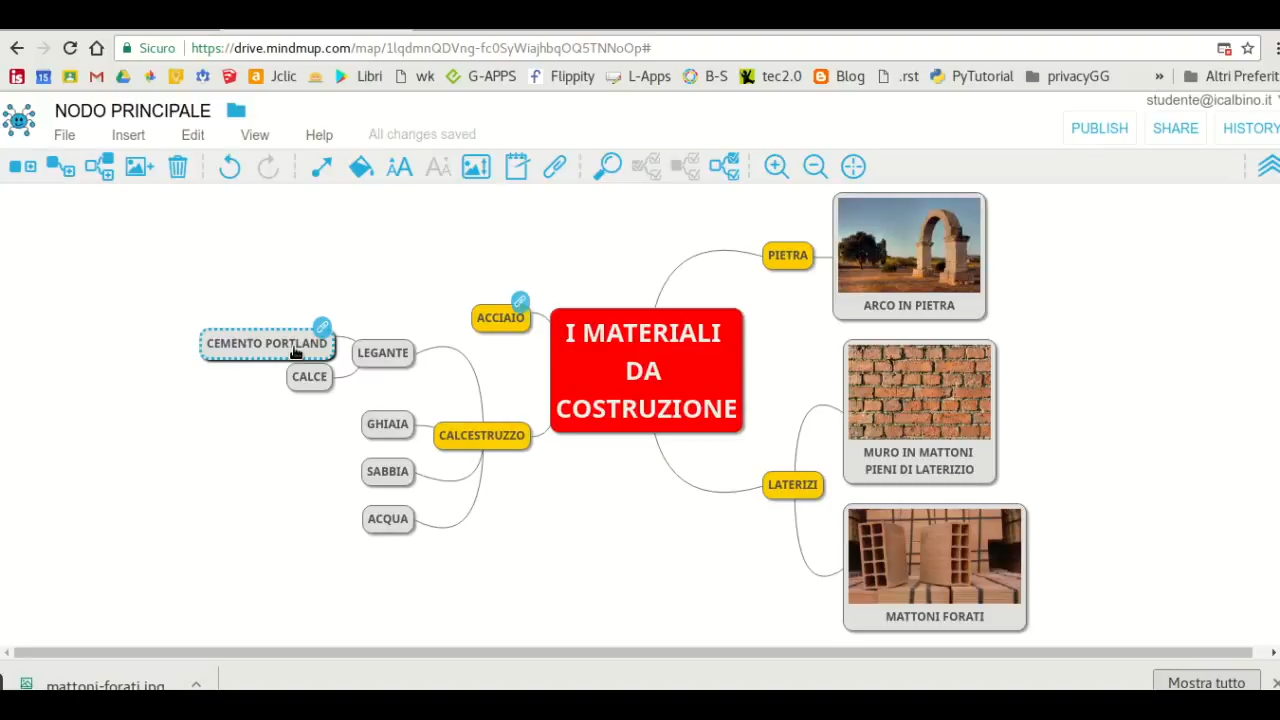 Sicuro https://drive.mindmup.com/map/1lqdmnQDVng-fc0SyWiajhbqOQ5TNNoOp#
Jclic Libri wk G-APPS Flippity L-Apps B-S tec2.0 Blog .rst PyTutorial privacyGG » Altri Preferit
NODO PRINCIPALE
studente@icalbino.it
File Insert Edit View Help All changes saved
PUBLISH SHARE HISTORY
PIETRA
ARCO IN PIETRA
ACCIAIO
I MATERIALI
DA
COSTRUZIONE
CEMENTO PORTLAND
LEGANTE
CALCE
GHIAIA
CALCESTRUZZO
SABBIA
ACQUA
MURO IN MATTONI
PIENI DI LATERIZIO
LATERIZI
MATTONI FORATI
mattoni-forati.jpg
Mostra tutto